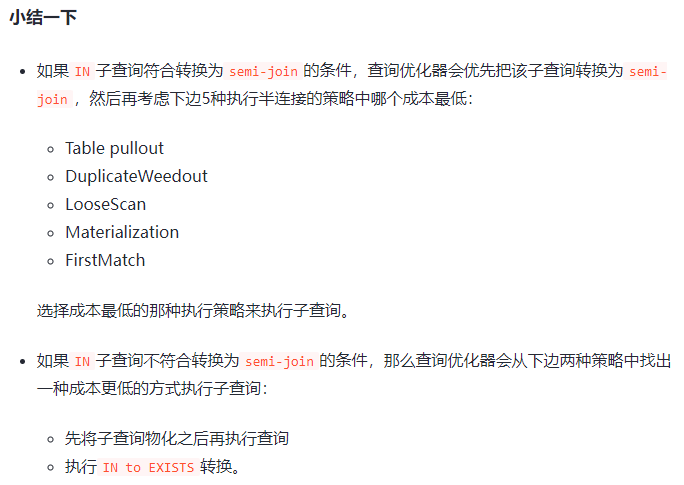 小结一下
如果 IN 子查询符合转换为 semi-join 的条件，查询优化器会优先把该子查询转换为 semi-
join ，然后再考虑下边5种执行半连接的策略中哪个成本最低：
Table pullout
DuplicateWeedout
LooseScan
Materialization
FirstMatch
选择成本最低的那种执行策略来执行子查询。
如果 IN 子查询不符合转换为 semi-join 的条件，那么查询优化器会从下边两种策略中找出
一种成本更低的方式执行子查询：
先将子查询物化之后再执行查询
执行 IN to EXISTS 转换。